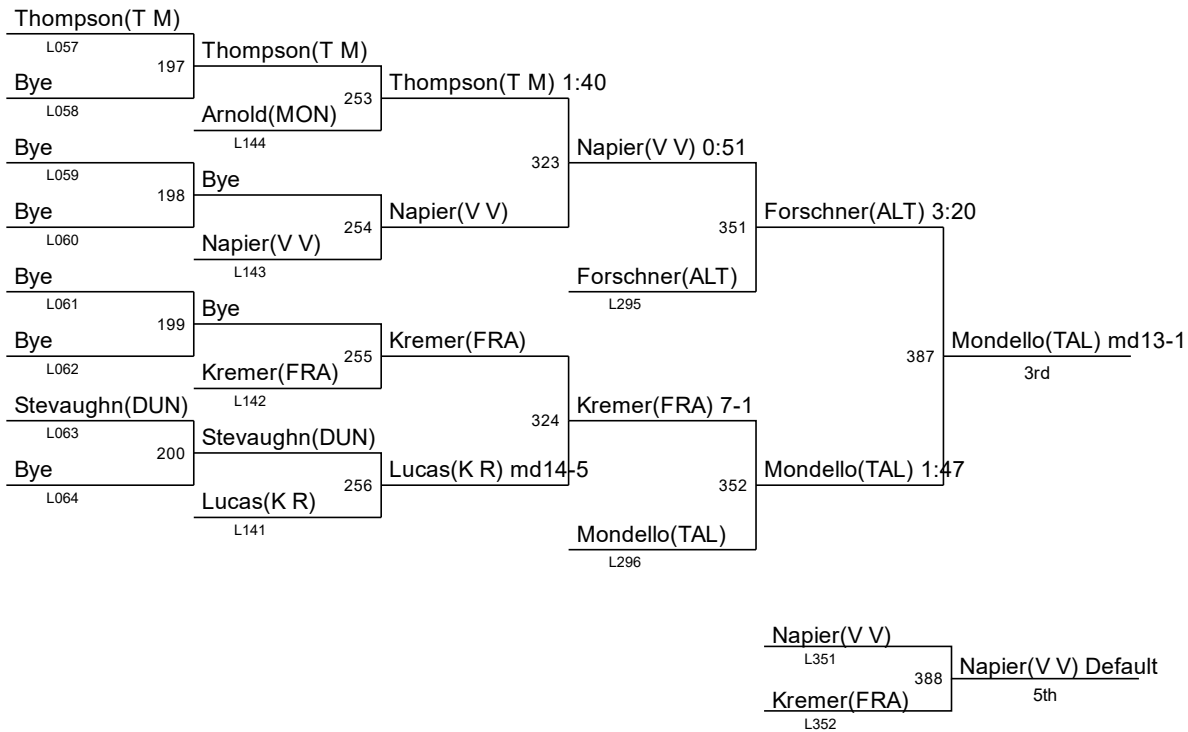 Thompson(T M)
L057
197
Bye
L058
Bye
L059
198
Bye
L060
Bye
L061
199
Bye
L062
Stevaughn(DUN)
L063
200
Bye
L064
Thompson(T M)
253
Arnold(MON)
L144
Bye
254
Napier(V V)
L143
Bye
255
Kremer(FRA)
L142
Stevaughn(DUN)
256
Lucas(K R)
L141
Thompson(T M) 1:40
323
Napier(V V)
Kremer(FRA)
324
Lucas(K R) md14-5
Napier(V V) 0:51
351
Forschner(ALT)
L295
Kremer(FRA) 7-1
352
Mondello(TAL)
L296
Forschner(ALT) 3:20
387
Mondello(TAL) 1:47
Mondello(TAL) md13-1
3rd
Napier(V V)
L351
388
Kremer(FRA)
L352
Napier(V V) Default
5th